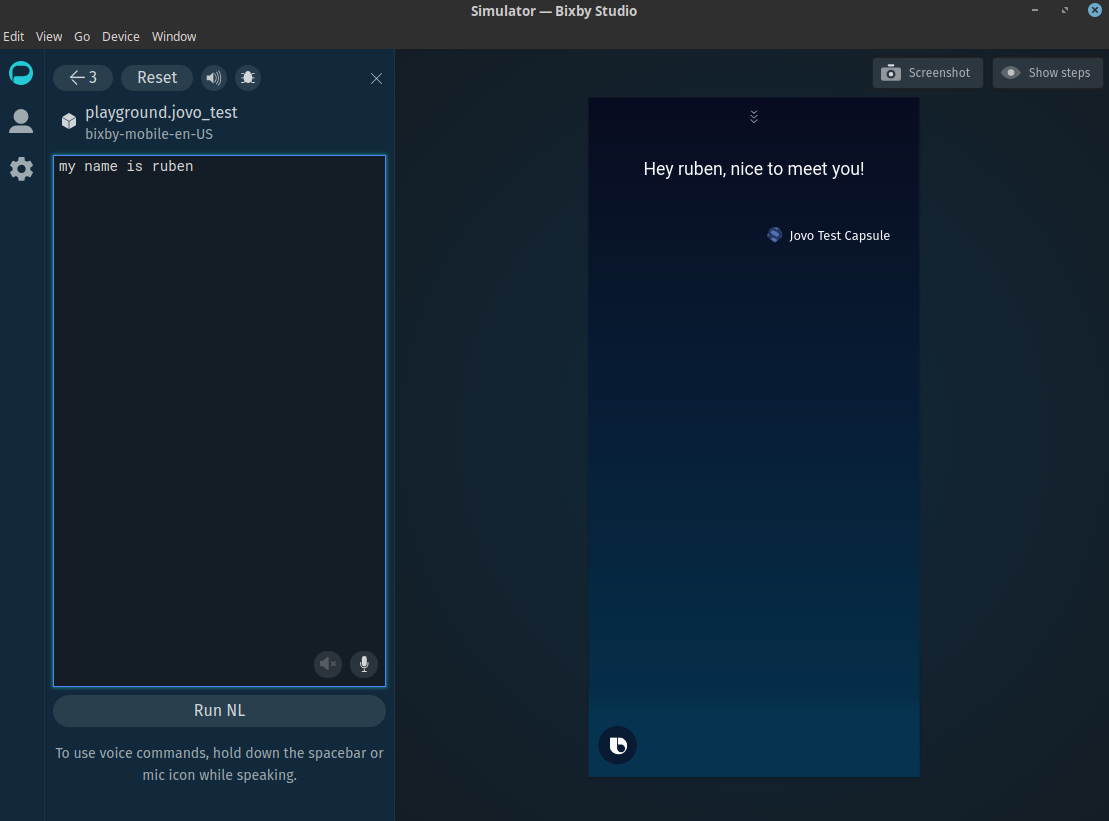 Simulator — Bixby Studio
Edit View Go Device Window
3 Reset
playground.jovo_test
bixby-mobile-en-US
my name is ruben
Run NL
To use voice commands, hold down the spacebar or
mic icon while speaking.
Screenshot Show steps
Hey ruben, nice to meet you!
Jovo Test Capsule